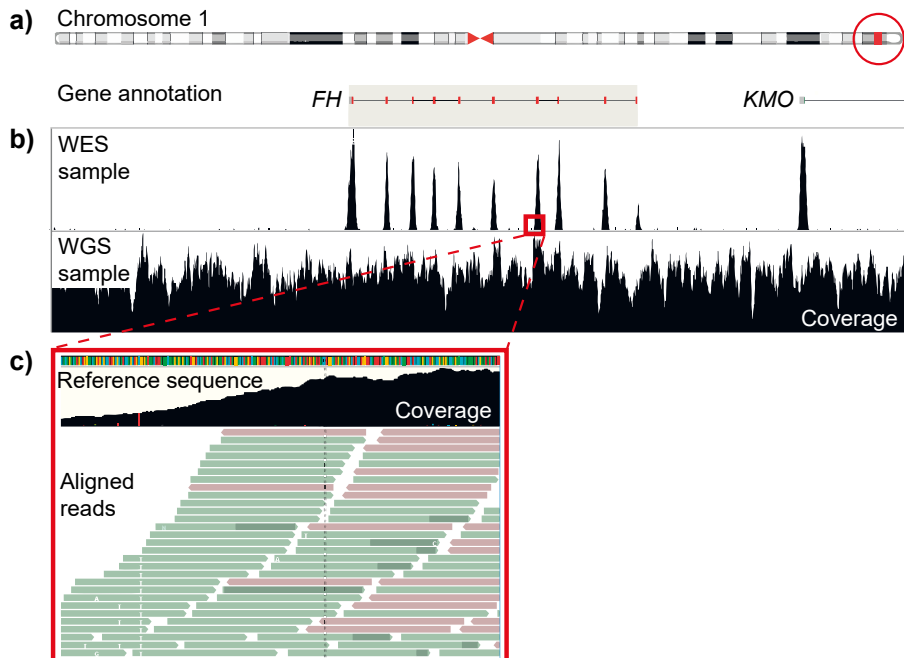 a) Chromosome 1
Gene annotation FH KMO
b) WES
sample
WGS
sample
Coverage
c)
Reference sequence
Coverage
Aligned
reads